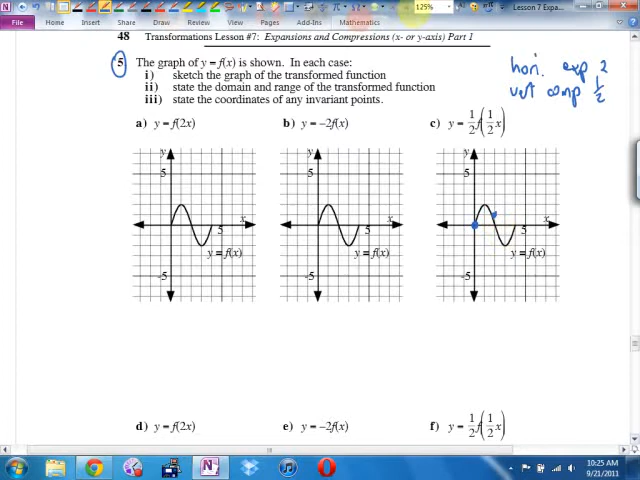 125%
File Home Insert Share Draw Review View Pages Add-Ins Mathematics
48 Transformations Lesson #7: Expansions and Compressions (x- or y-axis) Part 1
5 The graph of y = f(x) is shown. In each case:
i) sketch the graph of the transformed function
ii) state the domain and range of the transformed function
iii) state the coordinates of any invariant points.
hori. exp 2
vert comp 1/2
a) y = f(2x)
b) y = –2f(x)
c) y = 1/2 f(1/2 x)
y
5
x
5
y = f(x)
-5
y
5
x
5
y = f(x)
-5
y
5
x
5
y = f(x)
-5
d) y = f(2x)
e) y = –2f(x)
f) y = 1/2 f(1/2 x)
10:25 AM
9/21/2011